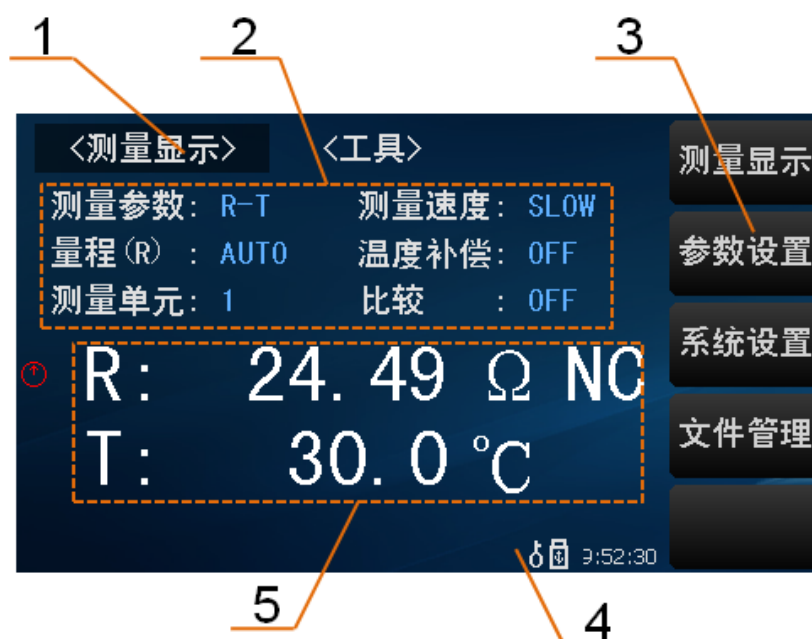 1 2 3
<测量显示> <工具> 测量显示
测量参数: R-T 测量速度: SLOW
量程(R) : AUTO 温度补偿: OFF 参数设置
测量单元: 1 比较 : OFF
系统设置
R: 24.49 Ω NC
文件管理
T: 30.0 ℃
9:52:30
5 4